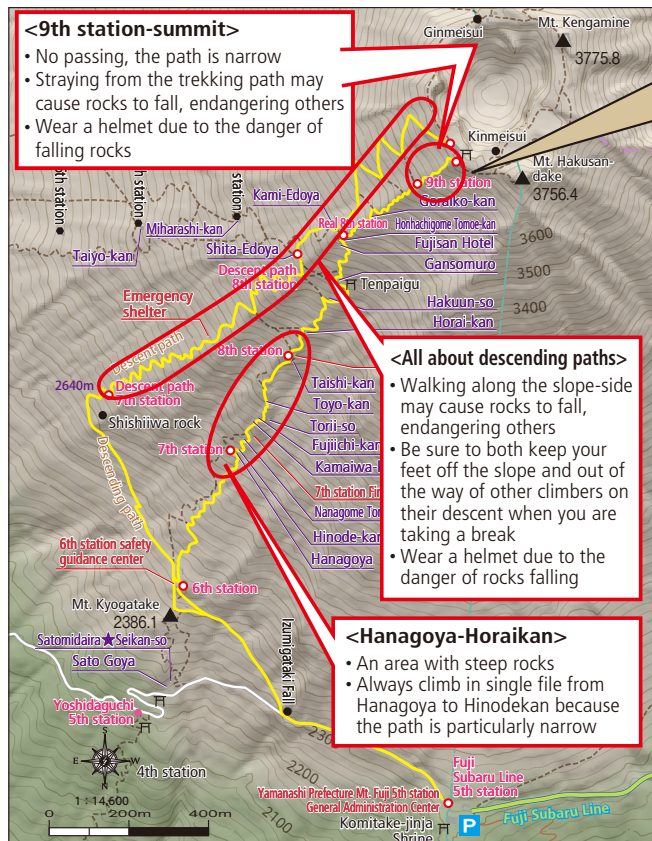 <9th station-summit>
• No passing, the path is narrow
• Straying from the trekking path may
cause rocks to fall, endangering others
• Wear a helmet due to the danger of
falling rocks
Ginmeisui
Mt. Kengamine
3775.8
Kinmeisui
Mt. Hakusan-
dake
3756.4
9th station
Goraiko-kan
station
station
station
Kami-Edoya
Miharashi-kan
Taiyo-kan
Shita-Edoya
Real 8th station
Honhachigome Tomoe-kan
Fujisan Hotel
Gansomuro
3600
3500
3400
Descent path
8th station
Tenpaigu
Hakuun-so
Horai-kan
Emergency
shelter
Descent path
8th station
2640m
Descent path
7th station
Shishiiwa rock
Descending path
<All about descending paths>
• Walking along the slope-side
may cause rocks to fall,
endangering others
• Be sure to both keep your
feet off the slope and out of
the way of other climbers on
their descent when you are
taking a break
• Wear a helmet due to the
danger of rocks falling
Taishi-kan
Toyo-kan
Torii-so
Fujiichi-kan
Kamaiwa-
7th station
7th station
Nanagome
Hinode-kan
Hanagoya
6th station safety
guidance center
6th station
Mt. Kyogatake
2386.1
Satomidaira★Seikan-so
Sato Goya
Izumigataki Fall
<Hanagoya-Horaikan>
• An area with steep rocks
• Always climb in single file from
Hanagoya to Hinodekan because
the path is particularly narrow
Yoshidaguchi
5th station
S
E
W
N
4th station
1 : 14,600
0 200m 400m
2200
2100
Fuji
Subaru Line
5th station
Yamanashi Prefecture Mt. Fuji 5th station
General Administration Center
Komitake-jinja
Shrine
P
Fuji Subaru Line